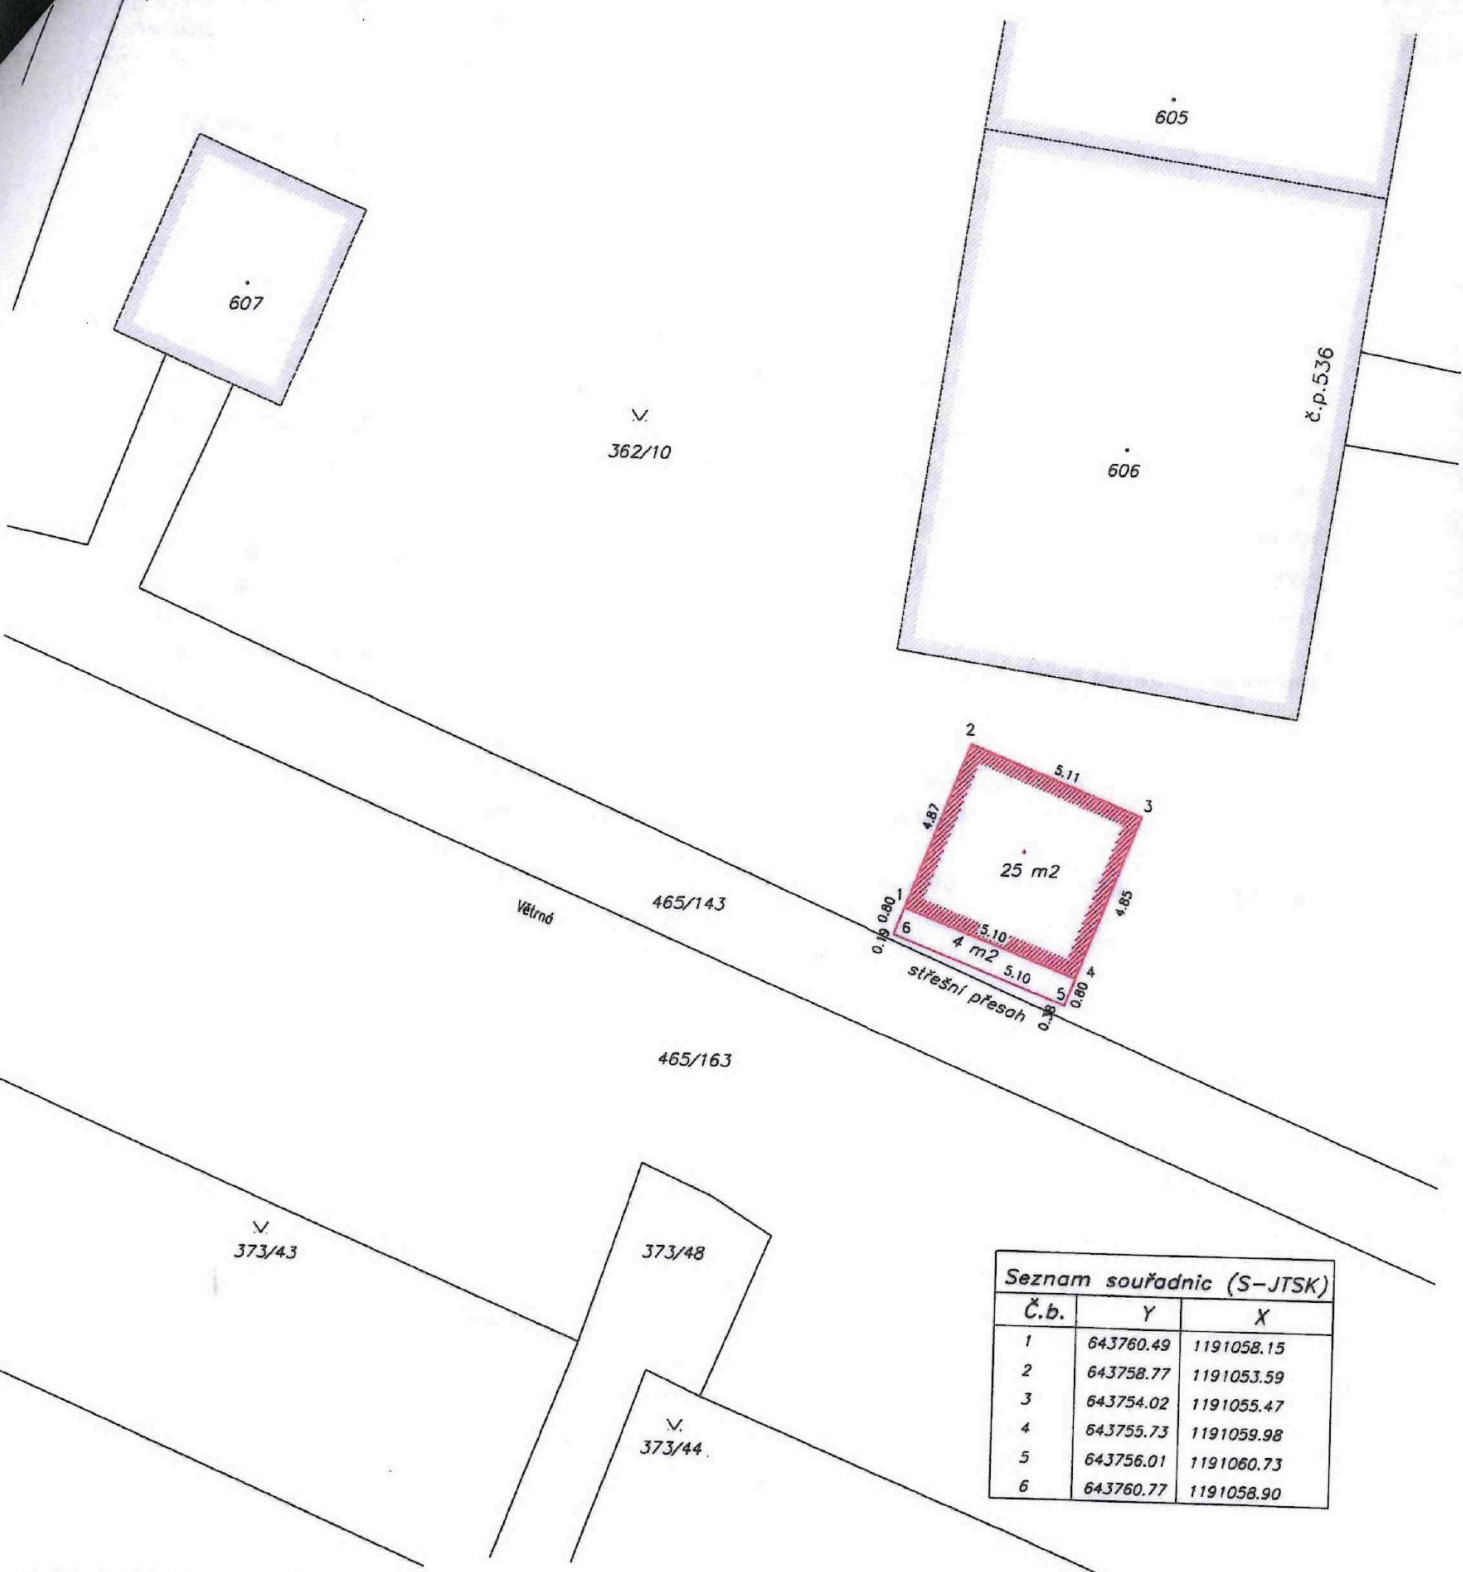 605
607
č.p.536
362/10
606
2
5.11
3
4.87
25 m2
4.85
1
0.80
465/143
Větrná
6
5.10
4 m2
0.19
5.10
4
střešní přesah
5
0.80
0.38
465/163
373/43
373/48
373/44
Seznam souřadnic (S-JTSK)
Č.b. Y X
1 643760.49 1191058.15
2 643758.77 1191053.59
3 643754.02 1191055.47
4 643755.73 1191059.98
5 643756.01 1191060.73
6 643760.77 1191058.90